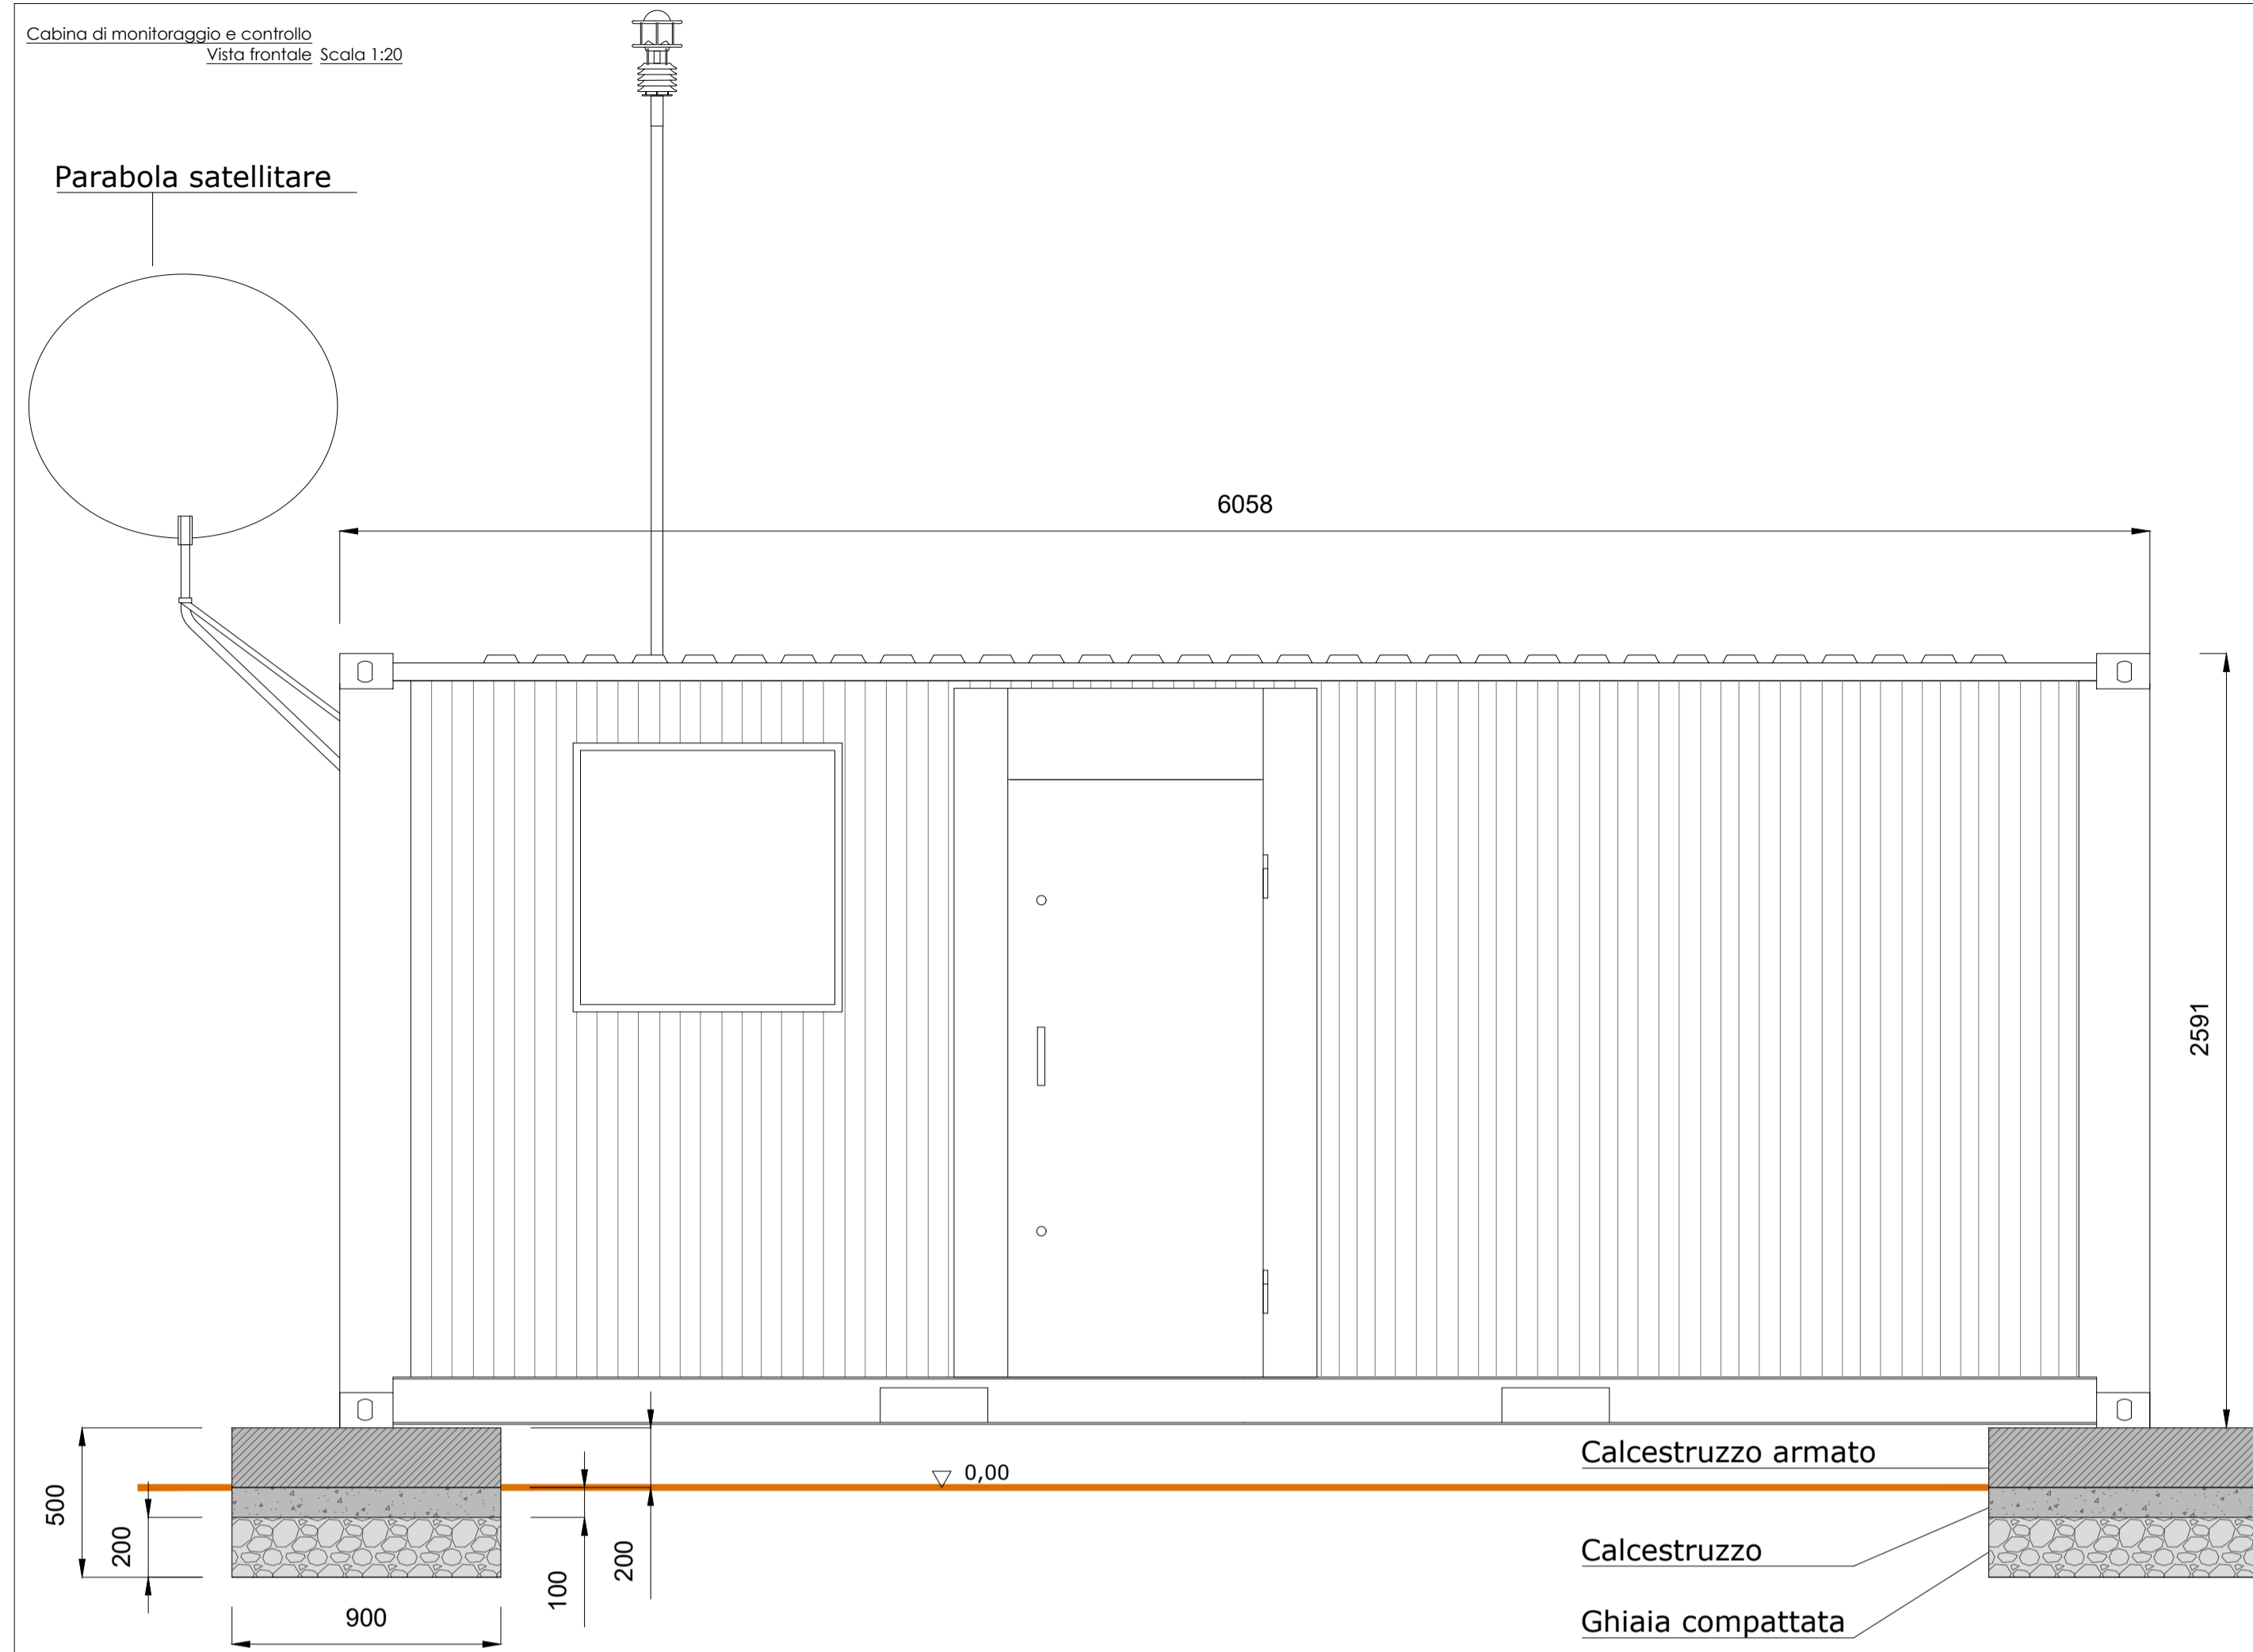 Cabina di monitoraggio e controllo
Vista frontale Scala 1:20
Parabola satellitare
6058
2591
Calcestruzzo armato
0,00
500
200
Calcestruzzo
200
100
900
Ghiaia compattata